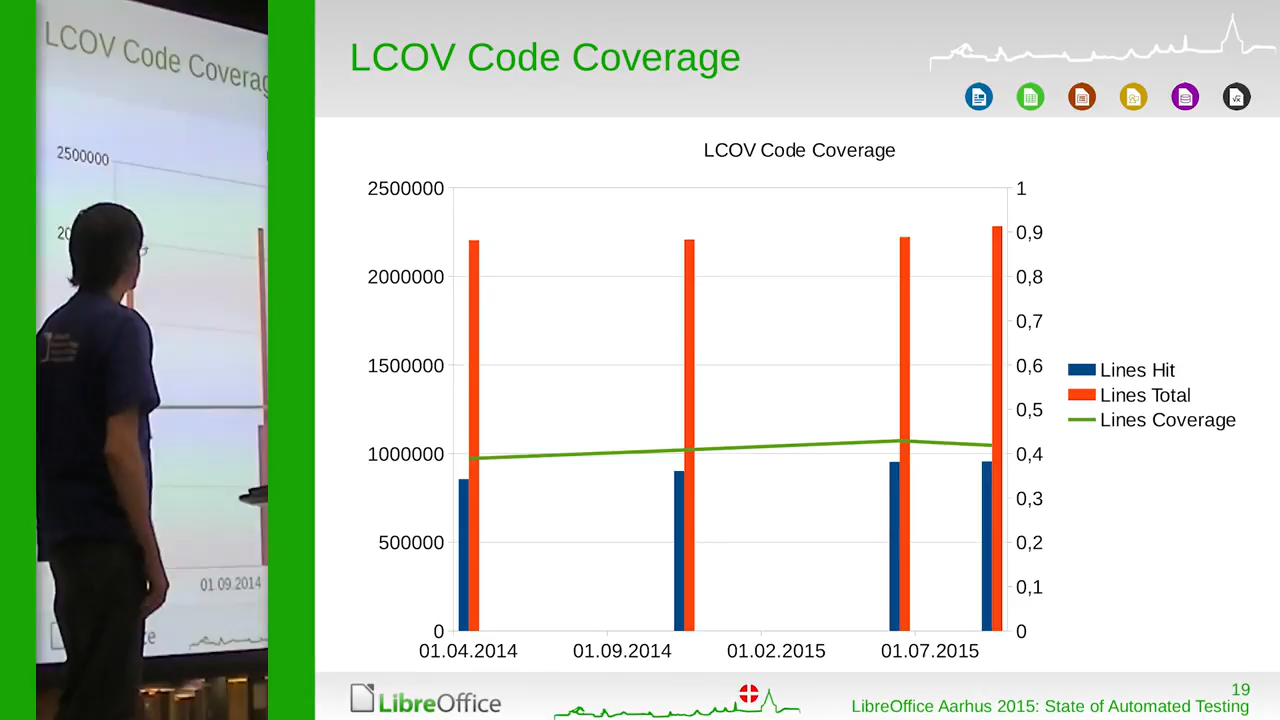 LCOV Code Coverag
2500000
20
01.09.2014
ce
LCOV Code Coverage
LCOV Code Coverage
2500000
2000000
1500000
1000000
500000
0
1
0,9
0,8
0,7
0,6
0,5
0,4
0,3
0,2
0,1
0
01.04.2014 01.09.2014 01.02.2015 01.07.2015
Lines Hit
Lines Total
Lines Coverage
LibreOffice
19
LibreOffice Aarhus 2015: State of Automated Testing